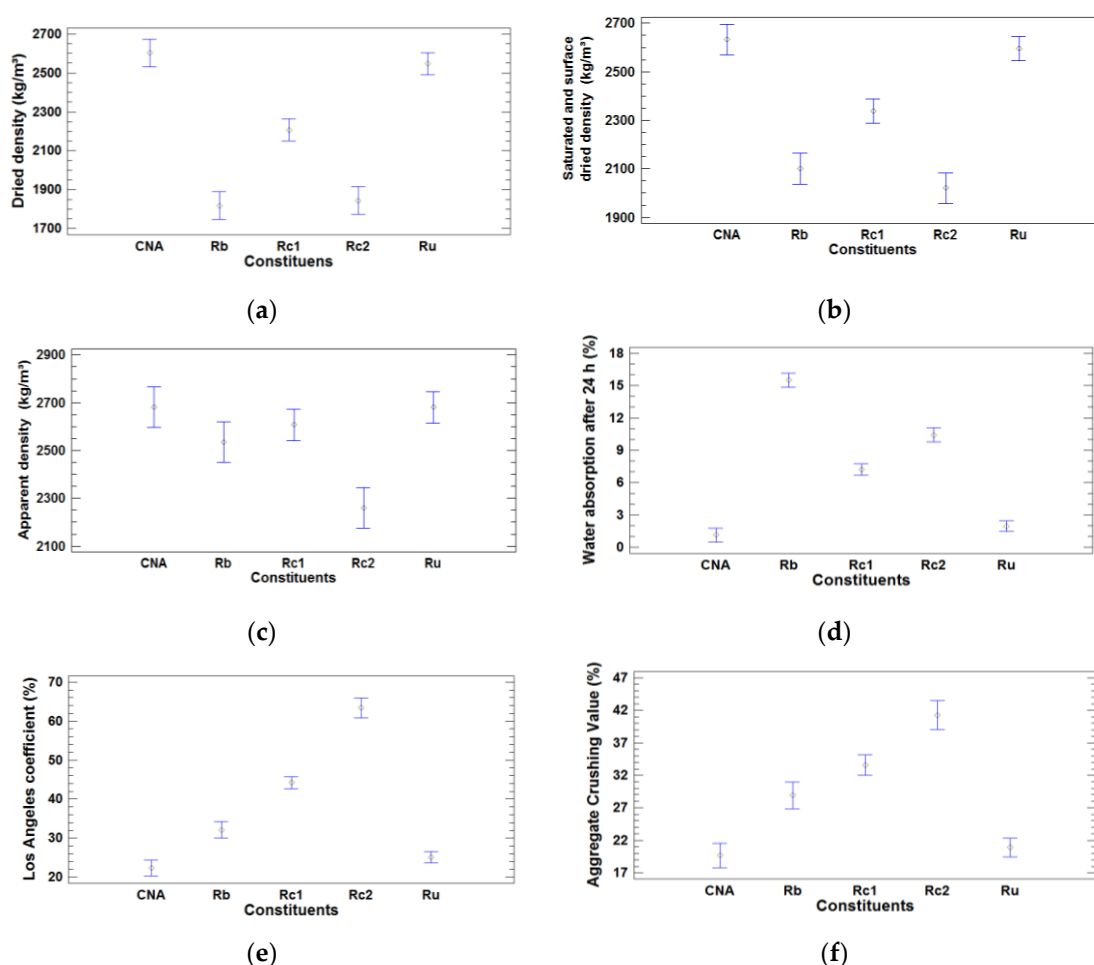 Dried density (kg/m³)
2700
2500
2300
2100
1900
1700
CNA Rb Rc1 Rc2 Ru
Constituens
(a)
Saturated and surface
dried density (kg/m³)
2700
2500
2300
2100
1900
CNA Rb Rc1 Rc2 Ru
Constituents
(b)
Apparent density (kg/m³)
2900
2700
2500
2300
2100
CNA Rb Rc1 Rc2 Ru
Constituents
(c)
Water absorption after 24 h (%)
18
15
12
9
6
3
0
CNA Rb Rc1 Rc2 Ru
Constituents
(d)
Los Angeles coefficient (%)
70
60
50
40
30
20
CNA Rb Rc1 Rc2 Ru
Constituents
(e)
Aggregate Crushing Value (%)
47
42
37
32
27
22
17
CNA Rb Rc1 Rc2 Ru
Constituents
(f)